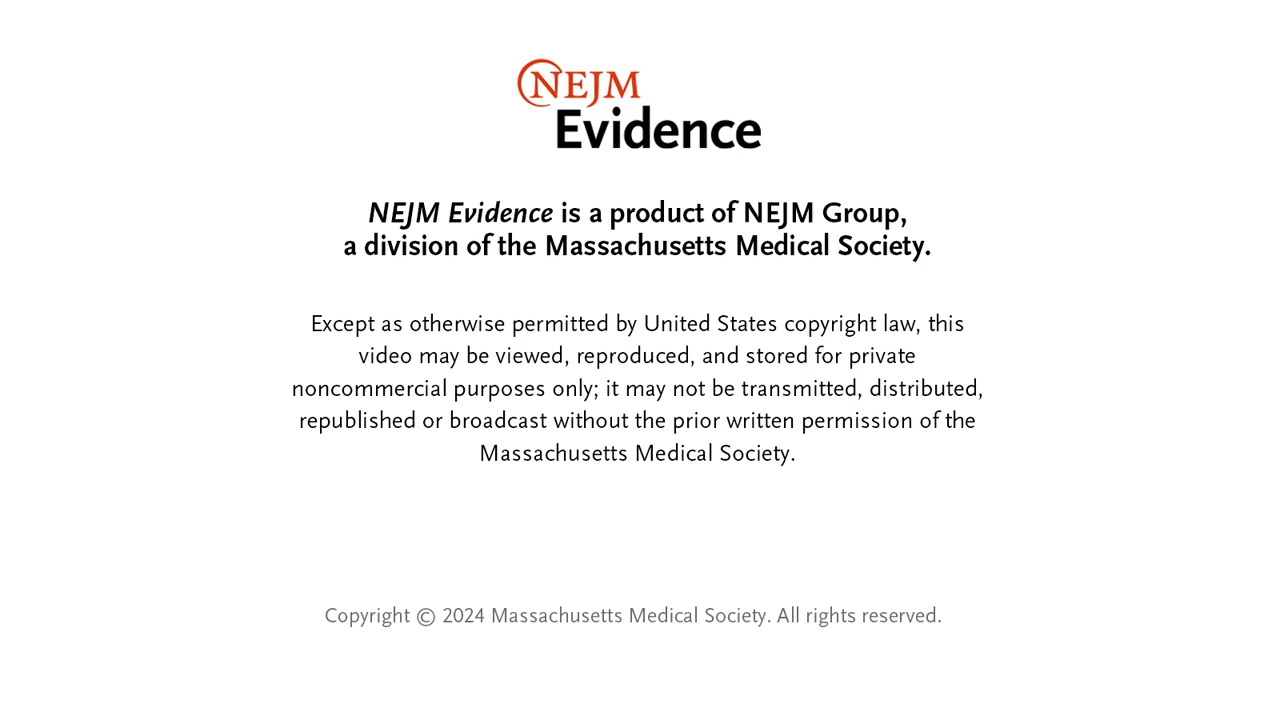 NEJM
Evidence
NEJM Evidence is a product of NEJM Group,
a division of the Massachusetts Medical Society.
Except as otherwise permitted by United States copyright law, this
video may be viewed, reproduced, and stored for private
noncommercial purposes only; it may not be transmitted, distributed,
republished or broadcast without the prior written permission of the
Massachusetts Medical Society.
Copyright © 2024 Massachusetts Medical Society. All rights reserved.